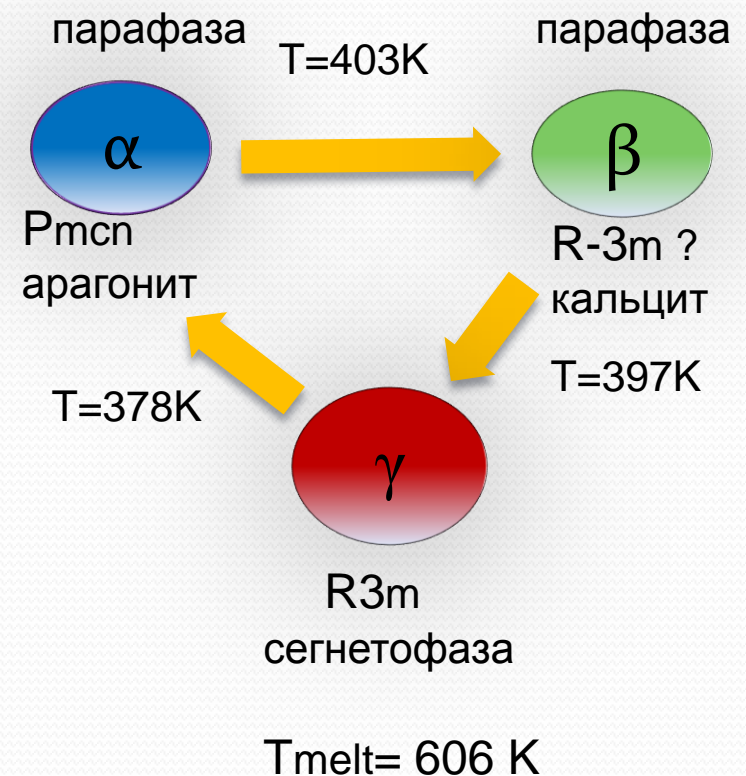 парафаза
T=403K
парафаза
α
β
Pmcn
арагонит
R-3m ?
кальцит
T=378K
T=397K
γ
R3m
сегнетофаза
Tmelt= 606 K